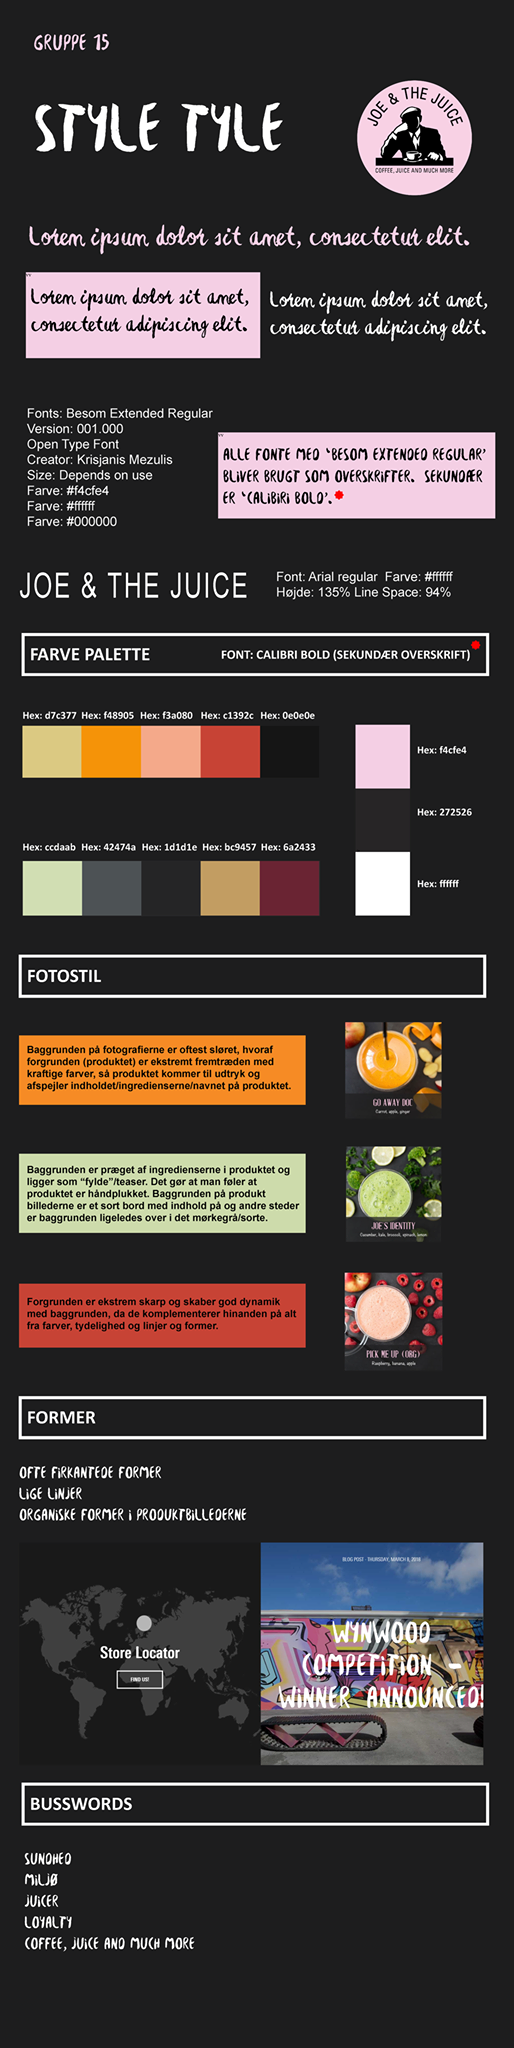 GRUPPE 15
STYLE TYLE
JOE & THE JUICE
COFFEE, JUICE AND MUCH MORE
Lorem ipsum dolor sit amet, consectetur elit.
Lorem ipsum dolor sit amet,
consectetur adipiscing elit.
Lorem ipsum dolor sit amet,
consectetur adipiscing elit.
Fonts: Besom Extended Regular
Version: 001.000
Open Type Font
Creator: Krisjanis Mezulis
Size: Depends on use
Farve: #f4cfe4
Farve: #ffffff
Farve: #000000
ALLE FONTE MED 'BESOM EXTENDED REGULAR'
BLIVER BRUGT SOM OVERSKRIFTER. SEKUNDÆR
ER 'CALIBIRI BOLD'.
JOE & THE JUICE
Font: Arial regular Farve: #ffffff
Højde: 135% Line Space: 94%
FARVE PALETTE
FONT: CALIBRI BOLD (SEKUNDÆR OVERSKRIFT)
Hex: d7c377 Hex: f48905 Hex: f3a080 Hex: c1392c Hex: 0e0e0e
Hex: f4cfe4
Hex: 272526
Hex: ccdaab Hex: 42474a Hex: 1d1d1e Hex: bc9457 Hex: 6a2433
Hex: ffffff
FOTOSTIL
Baggrunden på fotografierne er oftest sløret, hvoraf
forgrunden (produktet) er ekstremt fremtræden med
kraftige farver, så produktet kommer til udtryk og
afspejler indholdet/ingredienserne/navnet på produktet.
GO AWAY DOC
Carrot, apple, ginger
Baggrunden er præget af ingredienserne i produktet og
ligger som "fylde"/teaser. Det gør at man føler at
produktet er håndplukket. Baggrunden på produkt
billederne er et sort bord med indhold på og andre steder
er baggrunden ligeledes over i det mørkegrå/sorte.
JOE'S IDENTITY
Cucumber, kale, broccoli, spinach, lemon
Forgrunden er ekstrem skarp og skaber god dynamik
med baggrunden, da de komplementerer hinanden på alt
fra farver, tydelighed og linjer og former.
PICK ME UP (ORG)
Raspberry, banana, apple
FORMER
OFTE FIRKANTEDE FORMER
LIGE LINJER
ORGANISKE FORMER I PRODUKTBILLEDERNE
Store Locator
FIND US!
BLOG POST - THURSDAY, MARCH 8, 2018
WYNWOOD
COMPETITION -
WINNER ANNOUNCED!
BUSSWORDS
SUNDHED
MILJØ
JUICER
LOYALTY
COFFEE, JUICE AND MUCH MORE